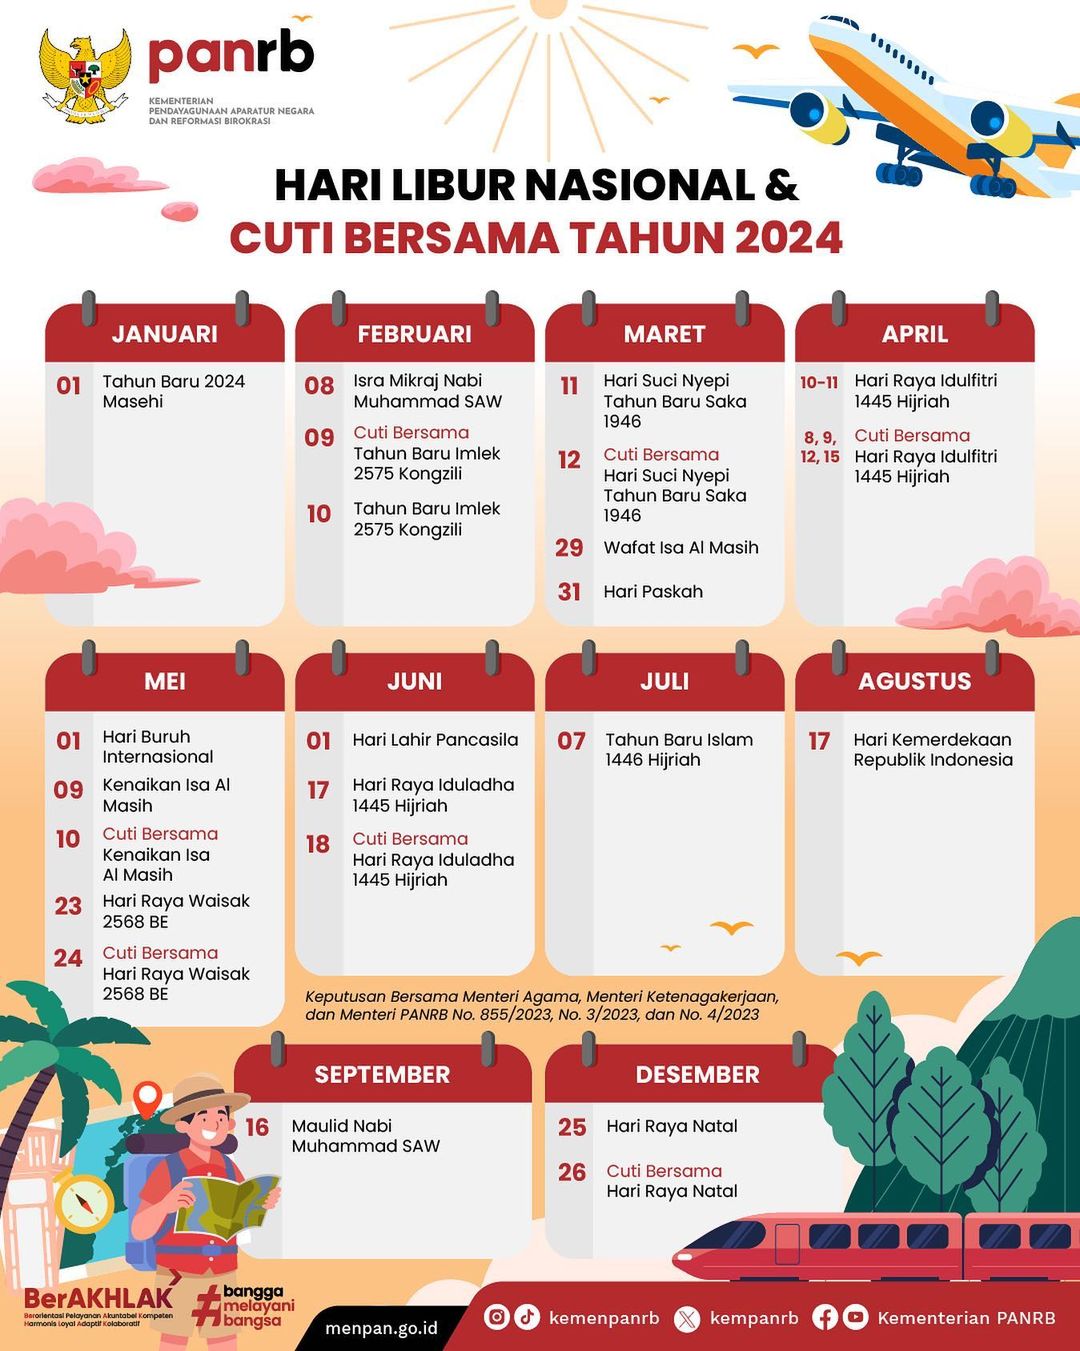 panrb
KEMENTERIAN
PENDAYAGUNAAN APARATUR NEGARA
DAN REFORMASI BIROKRASI
HARI LIBUR NASIONAL &
CUTI BERSAMA TAHUN 2024
JANUARI
01 Tahun Baru 2024
Masehi
FEBRUARI
08 Isra Mikraj Nabi
Muhammad SAW
09 Cuti Bersama
Tahun Baru Imlek
2575 Kongzili
10 Tahun Baru Imlek
2575 Kongzili
MARET
11 Hari Suci Nyepi
Tahun Baru Saka
1946
12 Cuti Bersama
Hari Suci Nyepi
Tahun Baru Saka
1946
29 Wafat Isa Al Masih
31 Hari Paskah
APRIL
10-11 Hari Raya Idulfitri
1445 Hijriah
8, 9, Cuti Bersama
12, 15 Hari Raya Idulfitri
1445 Hijriah
MEI
01 Hari Buruh
Internasional
09 Kenaikan Isa Al
Masih
10 Cuti Bersama
Kenaikan Isa
Al Masih
23 Hari Raya Waisak
2568 BE
24 Cuti Bersama
Hari Raya Waisak
2568 BE
JUNI
01 Hari Lahir Pancasila
17 Hari Raya Iduladha
1445 Hijriah
18 Cuti Bersama
Hari Raya Iduladha
1445 Hijriah
JULI
07 Tahun Baru Islam
1446 Hijriah
AGUSTUS
17 Hari Kemerdekaan
Republik Indonesia
Keputusan Bersama Menteri Agama, Menteri Ketenagakerjaan,
dan Menteri PANRB No. 855/2023, No. 3/2023, dan No. 4/2023
SEPTEMBER
16 Maulid Nabi
Muhammad SAW
DESEMBER
25 Hari Raya Natal
26 Cuti Bersama
Hari Raya Natal
BerAKHLAK
Berorientasi Pelayanan Akuntabel Kompeten
Harmonis Loyal Adaptif Kolaboratif
#bangga
melayani
bangsa
menpan.go.id
kemenpanrb
kempanrb
Kementerian PANRB